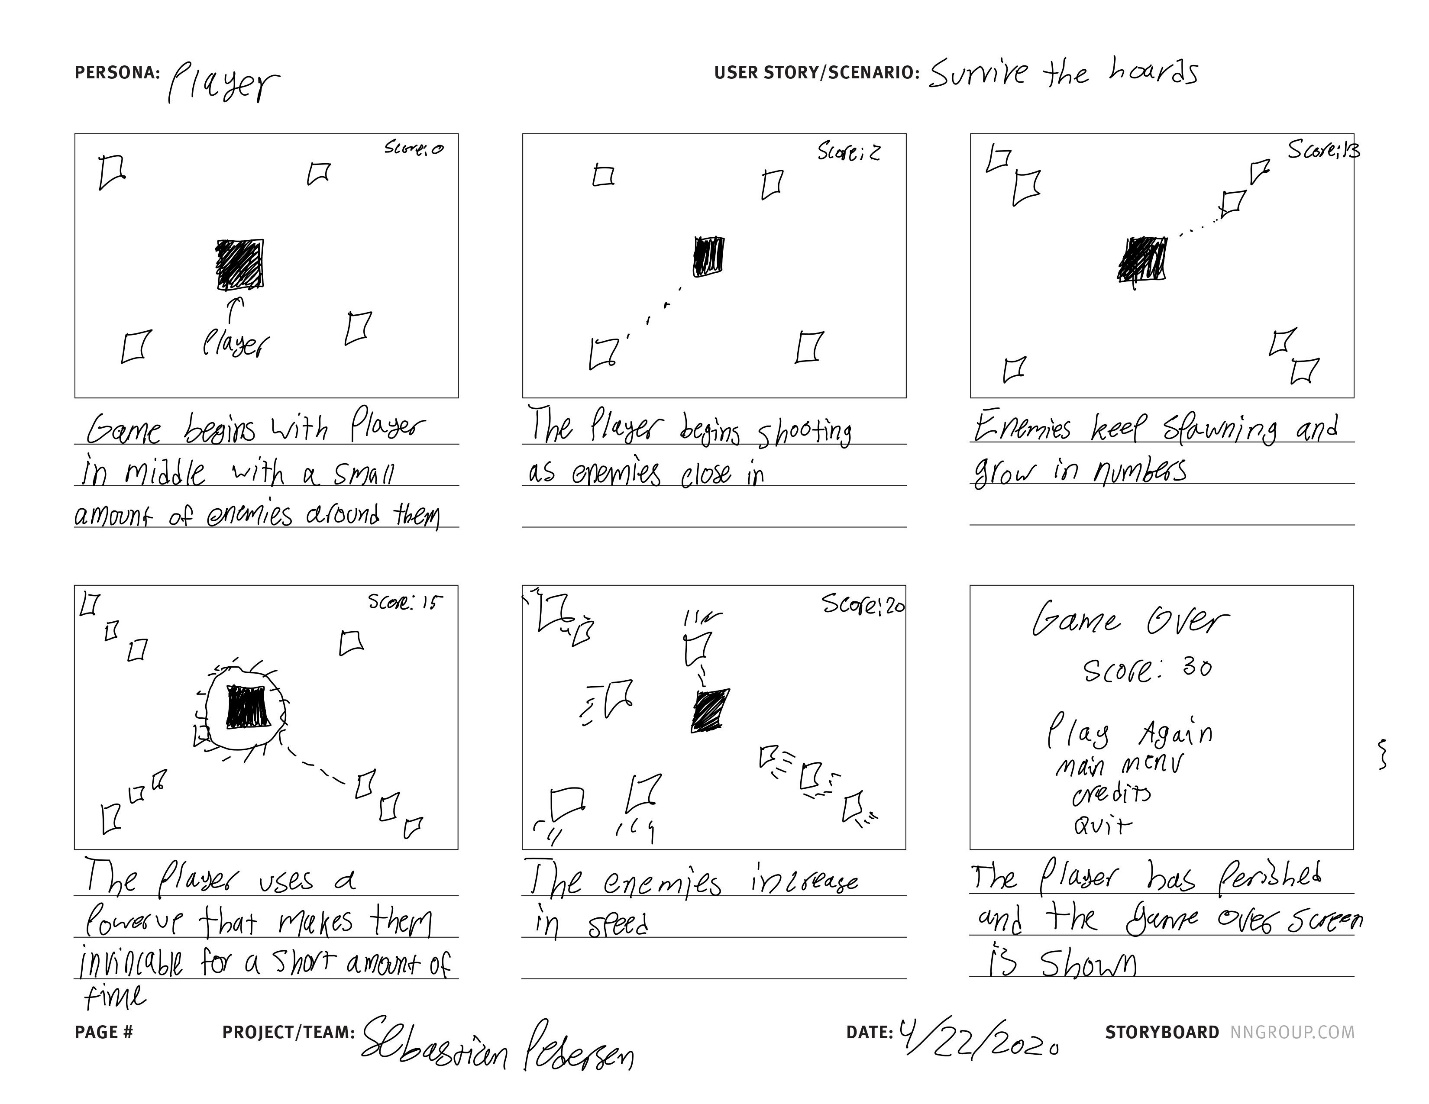 PERSONA: Player
USER STORY/SCENARIO: Survive the hoards
Score: 0
Player
Score: 2
Score: 13
Game begins with Player
in middle with a small
amount of enemies around them
The Player begins shooting
as enemies close in
Enemies keep spawning and
grow in numbers
Score: 15
Score: 20
Game Over
Score: 30
Play Again
main menu
credits
Quit
The Player uses a
Powerup that makes them
invincable for a short amount of
time
The enemies increase
in speed
The Player has Perished
and the game over screen
is shown
PAGE #
PROJECT/TEAM: Sebastian Pedersen
DATE: 4/22/2020
STORYBOARD NNGROUP.COM